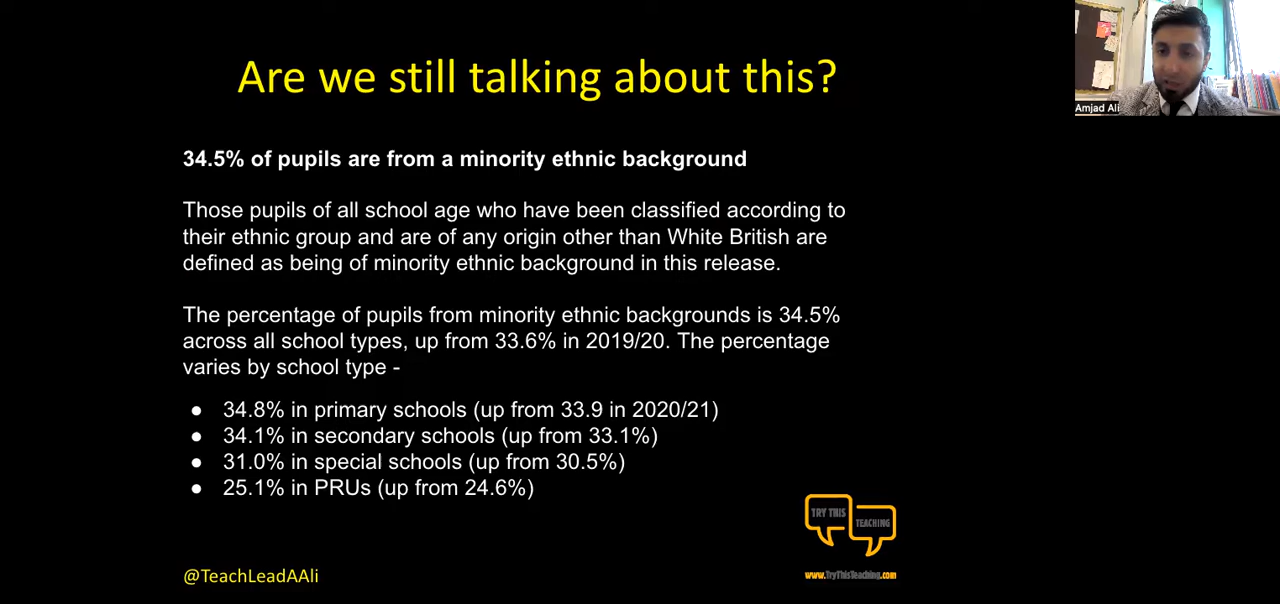 Are we still talking about this?
Amjad Ali
34.5% of pupils are from a minority ethnic background
Those pupils of all school age who have been classified according to
their ethnic group and are of any origin other than White British are
defined as being of minority ethnic background in this release.
The percentage of pupils from minority ethnic backgrounds is 34.5%
across all school types, up from 33.6% in 2019/20. The percentage
varies by school type -
● 34.8% in primary schools (up from 33.9 in 2020/21)
● 34.1% in secondary schools (up from 33.1%)
● 31.0% in special schools (up from 30.5%)
● 25.1% in PRUs (up from 24.6%)
TRY THIS
TEACHING
www.TryThisTeaching.com
@TeachLeadAAli